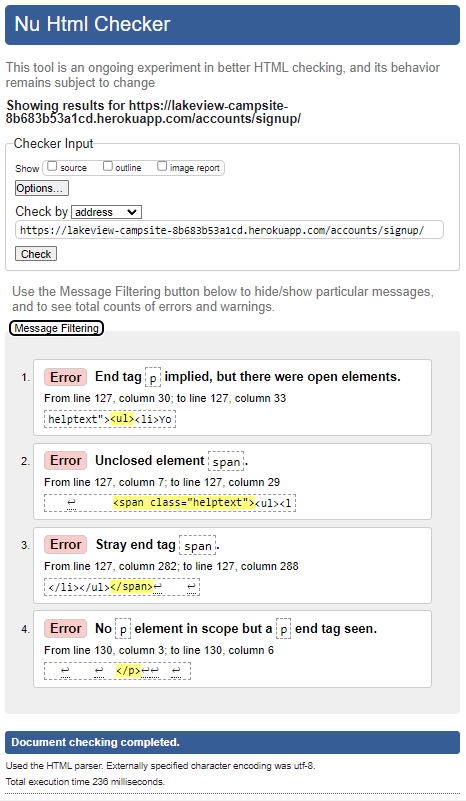 Nu Html Checker
This tool is an ongoing experiment in better HTML checking, and its behavior
remains subject to change
Showing results for https://lakeview-campsite-
8b683b53a1cd.herokuapp.com/accounts/signup/
Checker Input
Show source outline image report
Options...
Check by address
https://lakeview-campsite-8b683b53a1cd.herokuapp.com/accounts/signup/
Check
Use the Message Filtering button below to hide/show particular messages,
and to see total counts of errors and warnings.
Message Filtering
1. Error End tag p implied, but there were open elements.
From line 127, column 30; to line 127, column 33
helptext"><ul><li>Yo
2. Error Unclosed element span.
From line 127, column 7; to line 127, column 29
↩ <span class="helptext"><ul><l
3. Error Stray end tag span.
From line 127, column 282; to line 127, column 288
</li></ul></span>↩ ↩
4. Error No p element in scope but a p end tag seen.
From line 130, column 3; to line 130, column 6
↩ ↩ </p>↩↩ ↩
Document checking completed.
Used the HTML parser. Externally specified character encoding was utf-8.
Total execution time 236 milliseconds.